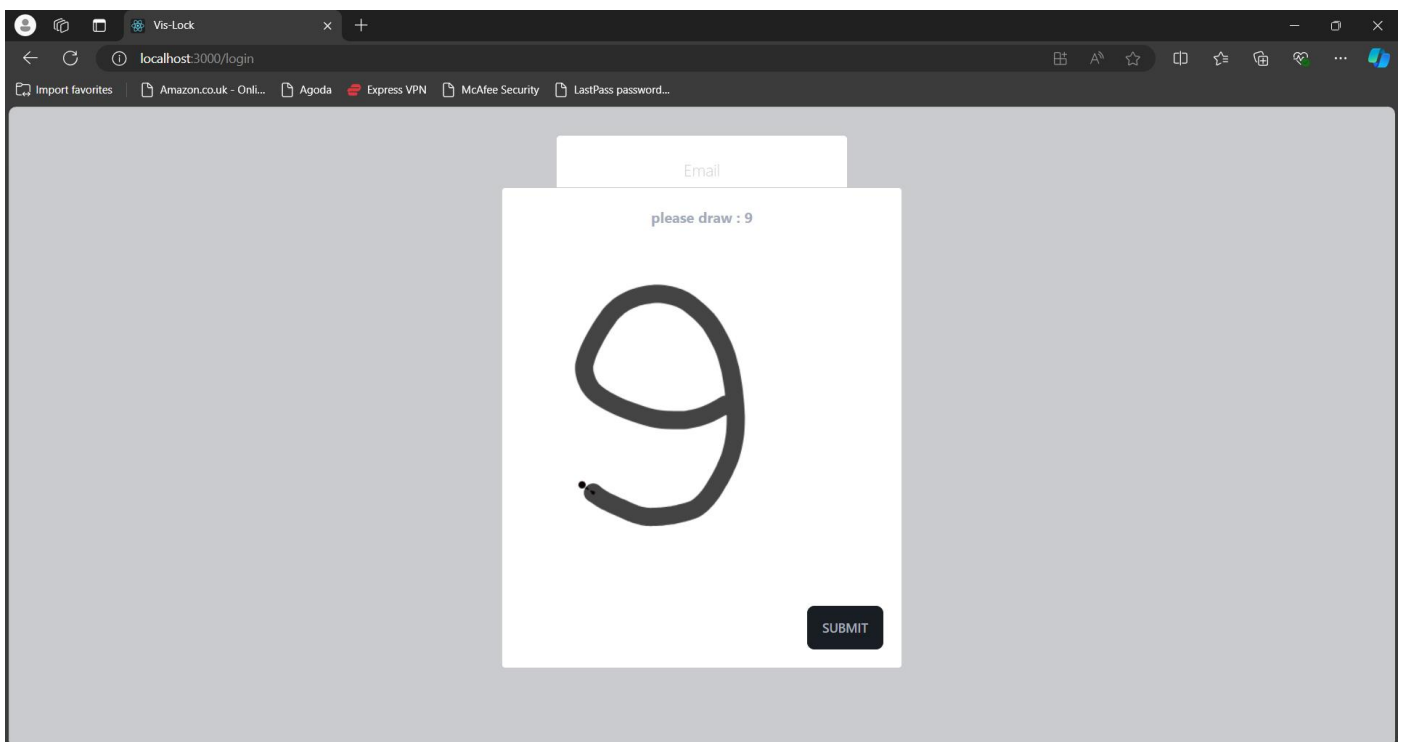 Vis-Lock
localhost:3000/login
Import favorites
Amazon.co.uk - Onli...
Agoda
Express VPN
McAfee Security
LastPass password...
Email
please draw : 9
9
SUBMIT